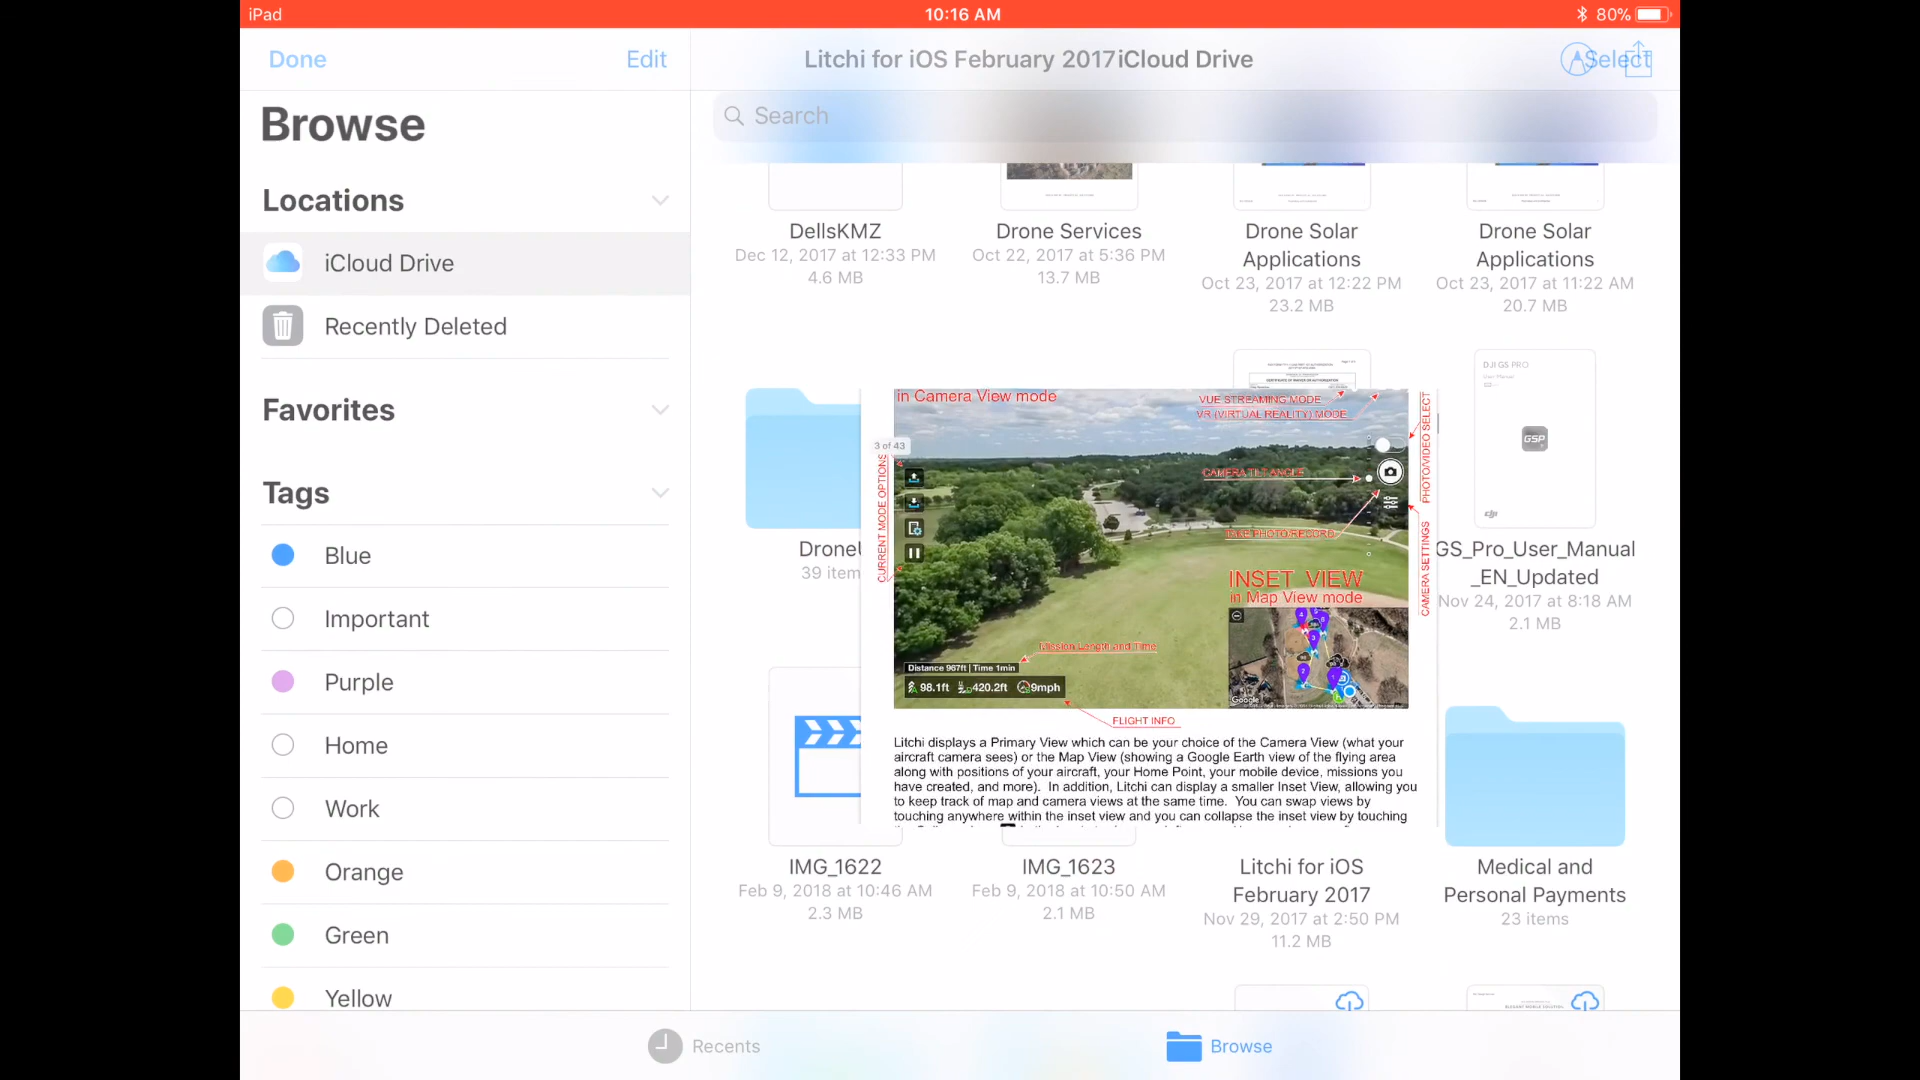 iPad
10:16 AM
80%
Done
Edit
Litchi for iOS February 2017
iCloud Drive
Select
Browse
Search
Locations
iCloud Drive
Recently Deleted
Favorites
Tags
Blue
Important
Purple
Home
Work
Orange
Green
Yellow
DellsKMZ
Dec 12, 2017 at 12:33 PM
4.6 MB
Drone Services
Oct 22, 2017 at 5:36 PM
13.7 MB
Drone Solar
Applications
Oct 23, 2017 at 12:22 PM
23.2 MB
Drone Solar
Applications
Oct 23, 2017 at 11:22 AM
20.7 MB
Drone
39 item
DJI GS PRO
User Manual
GSP
dji
GS_Pro_User_Manual
_EN_Updated
Nov 24, 2017 at 8:18 AM
2.1 MB
in Camera View mode
3 of 43
VUE STREAMING MODE
VR (VIRTUAL REALITY) MODE
PHOTO/VIDEO SELECT
CAMERA TILT ANGLE
CURRENT MODE OPTIONS
TAKE PHOTO/RECORD
CAMERA SETTINGS
INSET VIEW
in Map View mode
Mission Length and Time
Distance 967ft | Time 1min
98.1ft
420.2ft
9mph
Google
FLIGHT INFO
Litchi displays a Primary View which can be your choice of the Camera View (what your
aircraft camera sees) or the Map View (showing a Google Earth view of the flying area
along with positions of your aircraft, your Home Point, your mobile device, missions you
have created, and more). In addition, Litchi can display a smaller Inset View, allowing you
to keep track of map and camera views at the same time. You can swap views by
touching anywhere within the inset view and you can collapse the inset view by touching
IMG_1622
Feb 9, 2018 at 10:46 AM
2.3 MB
IMG_1623
Feb 9, 2018 at 10:50 AM
2.1 MB
Litchi for iOS
February 2017
Nov 29, 2017 at 2:50 PM
11.2 MB
Medical and
Personal Payments
23 items
Recents
Browse